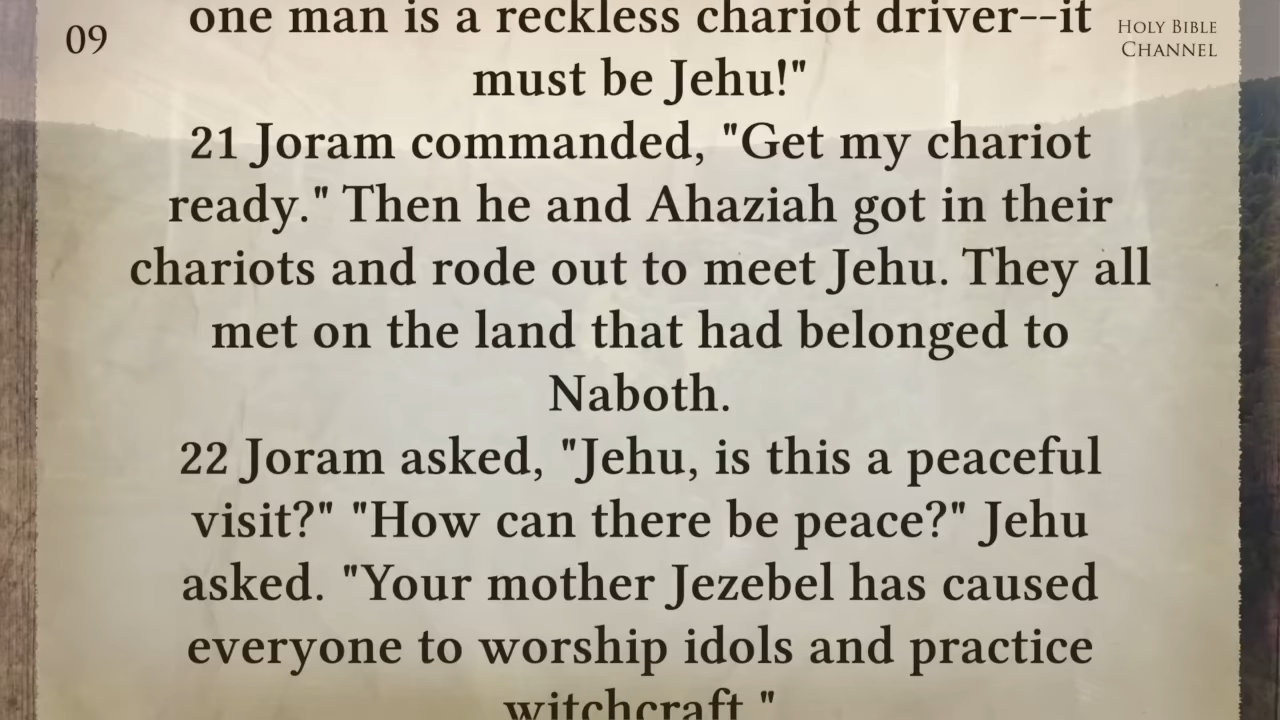 one man is a reckless chariot driver--it
09
HOLY BIBLE
CHANNEL
must be Jehu!"
21 Joram commanded, "Get my chariot
ready." Then he and Ahaziah got in their
chariots and rode out to meet Jehu. They all
met on the land that had belonged to
Naboth.
22 Joram asked, "Jehu, is this a peaceful
visit?" "How can there be peace?" Jehu
asked. "Your mother Jezebel has caused
everyone to worship idols and practice
witchcraft."